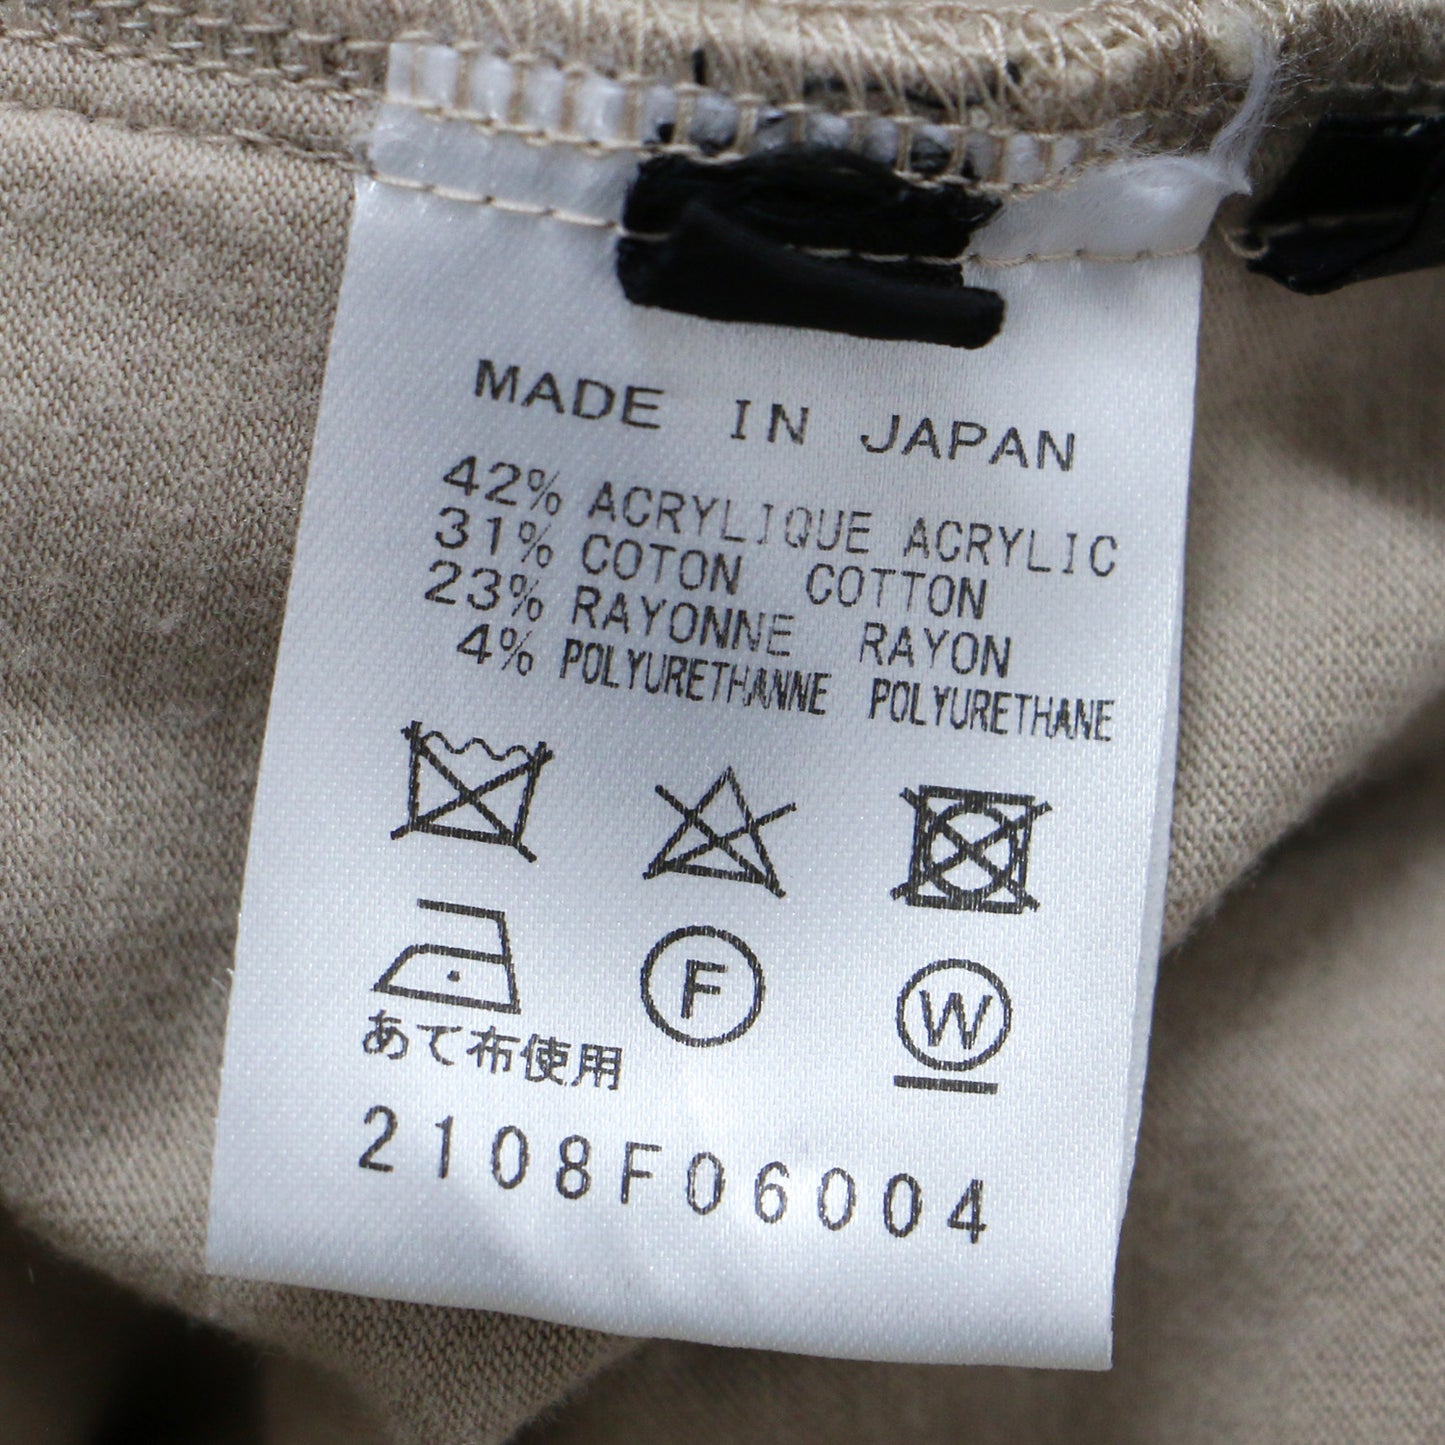 MADE IN JAPAN
42% ACRYLIQUE ACRYLIC
31% COTON COTTON
23% RAYONNE RAYON
4% POLYURETHANNE POLYURETHANE
F W
あて布使用
2108F06004